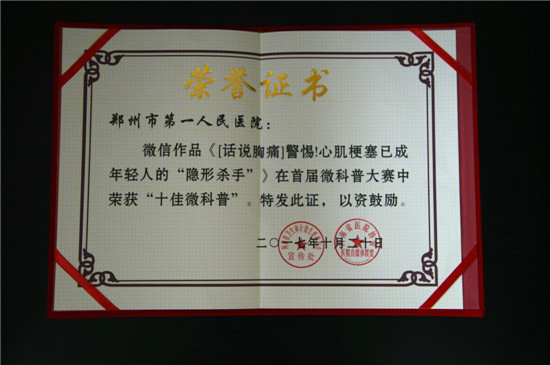 荣誉证书
郑州市第一人民医院：
微信作品《[话说胸痛]警惕!心肌梗塞已成
年轻人的“隐形杀手”》在首届微科普大赛中
荣获“十佳微科普”。特发此证，以资鼓励。
二〇一七年十月二十日
宣传处